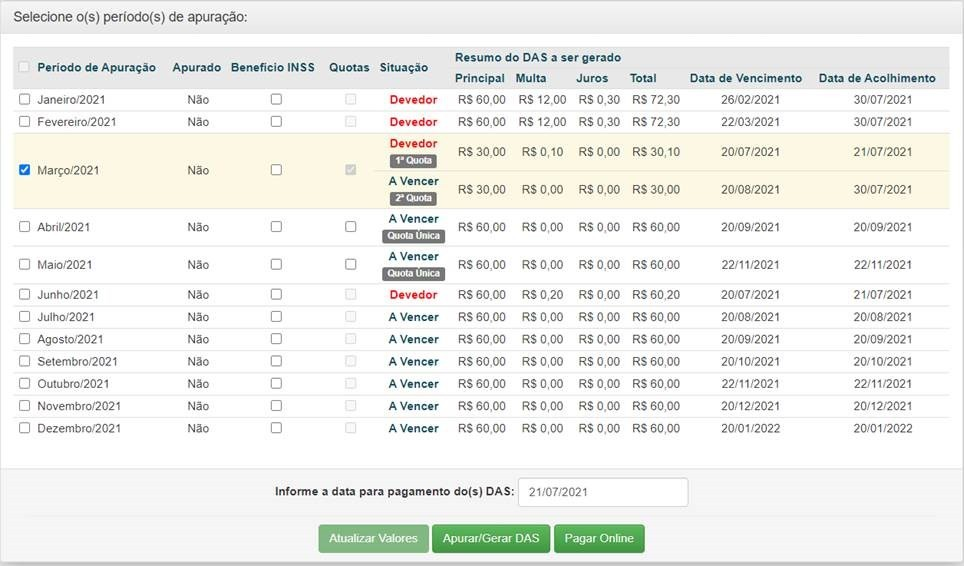 Selecione o(s) período(s) de apuração:
Resumo do DAS a ser gerado
Período de Apuração Apurado Benefício INSS Quotas Situação
Principal Multa Juros Total Data de Vencimento Data de Acolhimento
Janeiro/2021 Não Devedor R$ 60,00 R$ 12,00 R$ 0,30 R$ 72,30 26/02/2021 30/07/2021
Fevereiro/2021 Não Devedor R$ 60,00 R$ 12,00 R$ 0,30 R$ 72,30 22/03/2021 30/07/2021
Março/2021 Não
Devedor
1ª Quota
R$ 30,00 R$ 0,10 R$ 0,00 R$ 30,10 20/07/2021 21/07/2021
A Vencer
2ª Quota
R$ 30,00 R$ 0,00 R$ 0,00 R$ 30,00 20/08/2021 30/07/2021
Abril/2021 Não
A Vencer
Quota Única
R$ 60,00 R$ 0,00 R$ 0,00 R$ 60,00 20/09/2021 20/09/2021
Maio/2021 Não
A Vencer
Quota Única
R$ 60,00 R$ 0,00 R$ 0,00 R$ 60,00 22/11/2021 22/11/2021
Junho/2021 Não Devedor R$ 60,00 R$ 0,20 R$ 0,00 R$ 60,20 20/07/2021 21/07/2021
Julho/2021 Não A Vencer R$ 60,00 R$ 0,00 R$ 0,00 R$ 60,00 20/08/2021 20/08/2021
Agosto/2021 Não A Vencer R$ 60,00 R$ 0,00 R$ 0,00 R$ 60,00 20/09/2021 20/09/2021
Setembro/2021 Não A Vencer R$ 60,00 R$ 0,00 R$ 0,00 R$ 60,00 20/10/2021 20/10/2021
Outubro/2021 Não A Vencer R$ 60,00 R$ 0,00 R$ 0,00 R$ 60,00 22/11/2021 22/11/2021
Novembro/2021 Não A Vencer R$ 60,00 R$ 0,00 R$ 0,00 R$ 60,00 20/12/2021 20/12/2021
Dezembro/2021 Não A Vencer R$ 60,00 R$ 0,00 R$ 0,00 R$ 60,00 20/01/2022 20/01/2022
Informe a data para pagamento do(s) DAS: 21/07/2021
Atualizar Valores Apurar/Gerar DAS Pagar Online